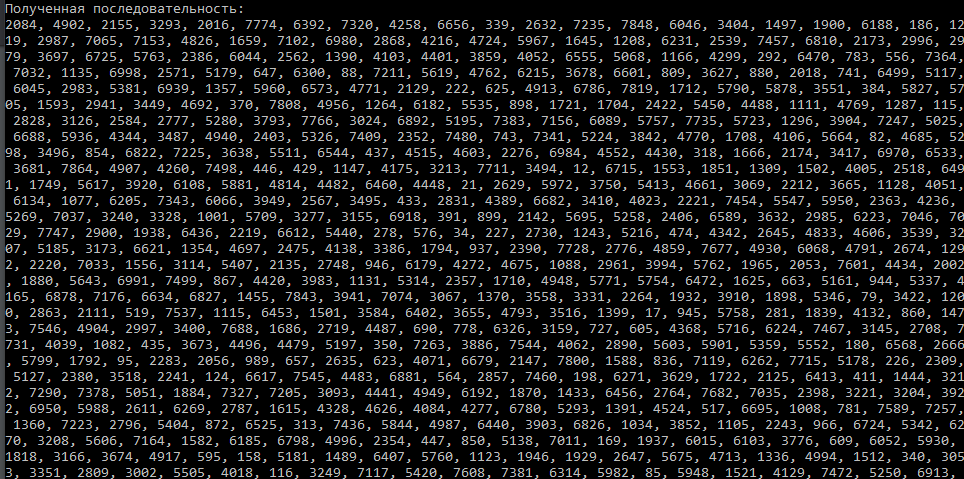 Полученная последовательность:
2084, 4902, 2155, 3293, 2016, 7774, 6392, 7320, 4258, 6656, 339, 2632, 7235, 7848, 6046, 3404, 1497, 1900, 6188, 186, 12
19, 2987, 7065, 7153, 4826, 1659, 7102, 6980, 2868, 4216, 4724, 5967, 1645, 1208, 6231, 2539, 7457, 6810, 2173, 2996, 29
79, 3697, 6725, 5763, 2386, 6044, 2562, 1390, 4103, 4401, 3859, 4052, 6555, 5068, 1166, 4299, 292, 6470, 783, 556, 7364,
7032, 1135, 6998, 2571, 5179, 647, 6300, 88, 7211, 5619, 4762, 6215, 3678, 6601, 809, 3627, 880, 2018, 741, 6499, 5117,
6045, 2983, 5381, 6939, 1357, 5960, 6573, 4771, 2129, 222, 625, 4913, 6786, 7819, 1712, 5790, 5878, 3551, 384, 5827, 57
05, 1593, 2941, 3449, 4692, 370, 7808, 4956, 1264, 6182, 5535, 898, 1721, 1704, 2422, 5450, 4488, 1111, 4769, 1287, 115,
2828, 3126, 2584, 2777, 5280, 3793, 7766, 3024, 6892, 5195, 7383, 7156, 6089, 5757, 7735, 5723, 1296, 3904, 7247, 5025,
6688, 5936, 4344, 3487, 4940, 2403, 5326, 7409, 2352, 7480, 743, 7341, 5224, 3842, 4770, 1708, 4106, 5664, 82, 4685, 52
98, 3496, 854, 6822, 7225, 3638, 5511, 6544, 437, 4515, 4603, 2276, 6984, 4552, 4430, 318, 1666, 2174, 3417, 6970, 6533,
3681, 7864, 4907, 4260, 7498, 446, 429, 1147, 4175, 3213, 7711, 3494, 12, 6715, 1553, 1851, 1309, 1502, 4005, 2518, 649
1, 1749, 5617, 3920, 6108, 5881, 4814, 4482, 6460, 4448, 21, 2629, 5972, 3750, 5413, 4661, 3069, 2212, 3665, 1128, 4051,
6134, 1077, 6205, 7343, 6066, 3949, 2567, 3495, 433, 2831, 4389, 6682, 3410, 4023, 2221, 7454, 5547, 5950, 2363, 4236,
5269, 7037, 3240, 3328, 1001, 5709, 3277, 3155, 6918, 391, 899, 2142, 5695, 5258, 2406, 6589, 3632, 2985, 6223, 7046, 70
29, 7747, 2900, 1938, 6436, 2219, 6612, 5440, 278, 576, 34, 227, 2730, 1243, 5216, 474, 4342, 2645, 4833, 4606, 3539, 32
07, 5185, 3173, 6621, 1354, 4697, 2475, 4138, 3386, 1794, 937, 2390, 7728, 2776, 4859, 7677, 4930, 6068, 4791, 2674, 129
2, 2220, 7033, 1556, 3114, 5407, 2135, 2748, 946, 6179, 4272, 4675, 1088, 2961, 3994, 5762, 1965, 2053, 7601, 4434, 2002
, 1880, 5643, 6991, 7499, 867, 4420, 3983, 1131, 5314, 2357, 1710, 4948, 5771, 5754, 6472, 1625, 663, 5161, 944, 5337, 4
165, 6878, 7176, 6634, 6827, 1455, 7843, 3941, 7074, 3067, 1370, 3558, 3331, 2264, 1932, 3910, 1898, 5346, 79, 3422, 120
0, 2863, 2111, 519, 7537, 1115, 6453, 1501, 3584, 6402, 3655, 4793, 3516, 1399, 17, 945, 5758, 281, 1839, 4132, 860, 147
3, 7546, 4904, 2997, 3400, 7688, 1686, 2719, 4487, 690, 778, 6326, 3159, 727, 605, 4368, 5716, 6224, 7467, 3145, 2708, 7
731, 4039, 1082, 435, 3673, 4496, 4479, 5197, 350, 7263, 3886, 7544, 4062, 2890, 5603, 5901, 5359, 5552, 180, 6568, 2666
, 5799, 1792, 95, 2283, 2056, 989, 657, 2635, 623, 4071, 6679, 2147, 7800, 1588, 836, 7119, 6262, 7715, 5178, 226, 2309,
5127, 2380, 3518, 2241, 124, 6617, 7545, 4483, 6881, 564, 2857, 7460, 198, 6271, 3629, 1722, 2125, 6413, 411, 1444, 321
2, 7290, 7378, 5051, 1884, 7327, 7205, 3093, 4441, 4949, 6192, 1870, 1433, 6456, 2764, 7682, 7035, 2398, 3221, 3204, 392
2, 6950, 5988, 2611, 6269, 2787, 1615, 4328, 4626, 4084, 4277, 6780, 5293, 1391, 4524, 517, 6695, 1008, 781, 7589, 7257,
1360, 7223, 2796, 5404, 872, 6525, 313, 7436, 5844, 4987, 6440, 3903, 6826, 1034, 3852, 1105, 2243, 966, 6724, 5342, 62
70, 3208, 5606, 7164, 1582, 6185, 6798, 4996, 2354, 447, 850, 5138, 7011, 169, 1937, 6015, 6103, 3776, 609, 6052, 5930,
1818, 3166, 3674, 4917, 595, 158, 5181, 1489, 6407, 5760, 1123, 1946, 1929, 2647, 5675, 4713, 1336, 4994, 1512, 340, 305
3, 3351, 2809, 3002, 5505, 4018, 116, 3249, 7117, 5420, 7608, 7381, 6314, 5982, 85, 5948, 1521, 4129, 7472, 5250, 6913,